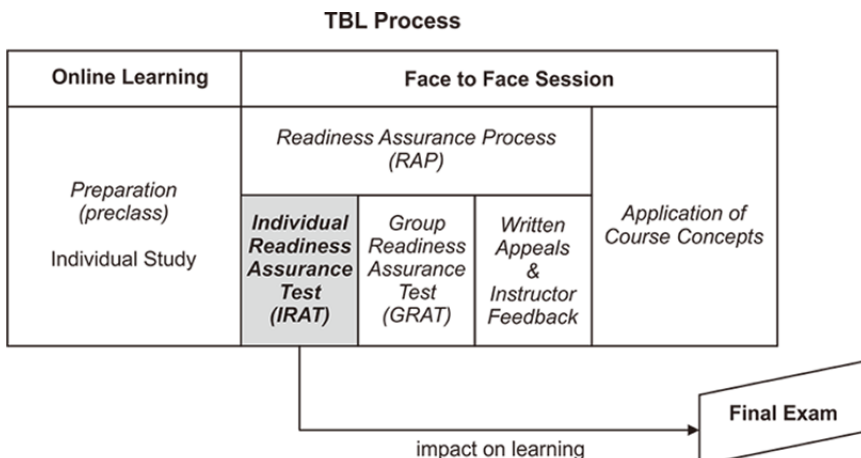 TBL Process
Online Learning
Face to Face Session
Preparation
(preclass)
Individual Study
Readiness Assurance Process
(RAP)
Individual
Readiness
Assurance
Test
(IRAT)
Group
Readiness
Assurance
Test
(GRAT)
Written
Appeals
&
Instructor
Feedback
Application of
Course Concepts
Final Exam
impact on learning